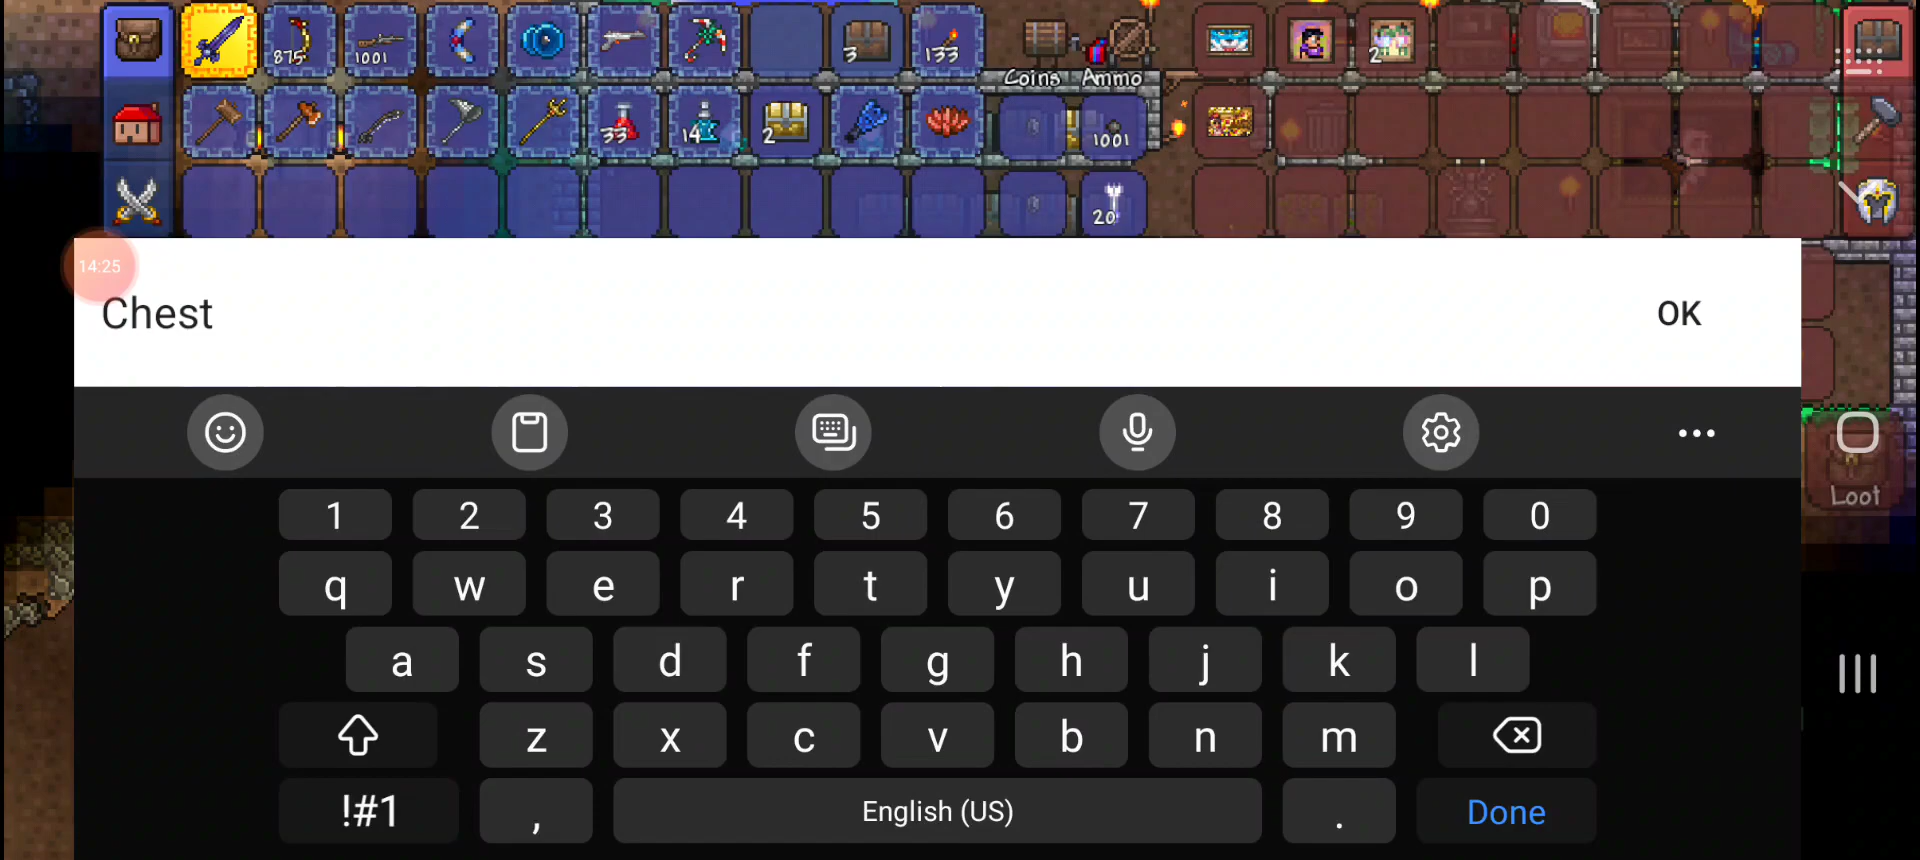 875 1001 3 133
Coins Ammo
2
33 14 2 1001
20
14:25
Chest OK
Loot
1 2 3 4 5 6 7 8 9 0
q w e r t y u i o p
a s d f g h j k l
z x c v b n m
!#1 , English (US) . Done